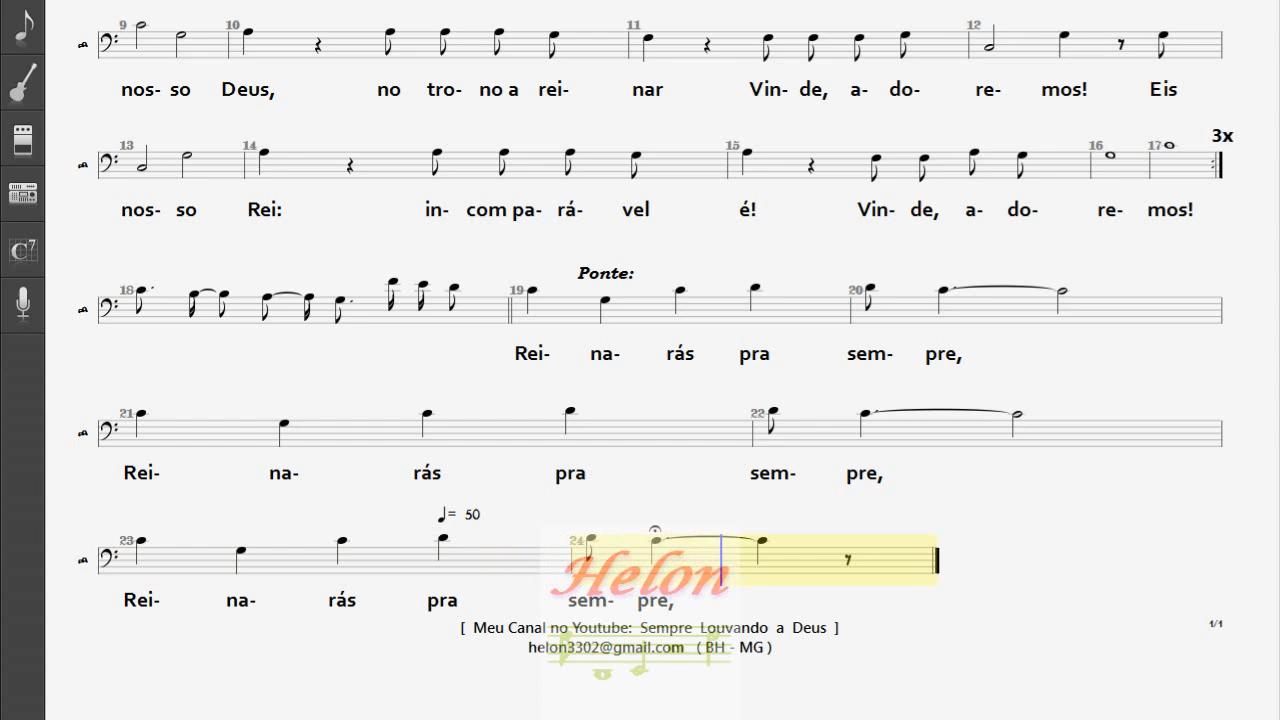 9 10 11 12
nos- so Deus, no tro- no a rei- nar Vin- de, a- do- re- mos! Eis
13 14 15 16 17 3x
nos- so Rei: in- com pa- rá- vel é! Vin- de, a- do- re- mos!
Ponte:
18 19 20
Rei- na- rás pra sem- pre,
21 22
Rei- na- rás pra sem- pre,
♩= 50
23 24
Rei- na- rás pra sem- pre,
Helon
[ Meu Canal no Youtube: Sempre Louvando a Deus ]
helon3302@gmail.com ( BH - MG )
1/1
C7